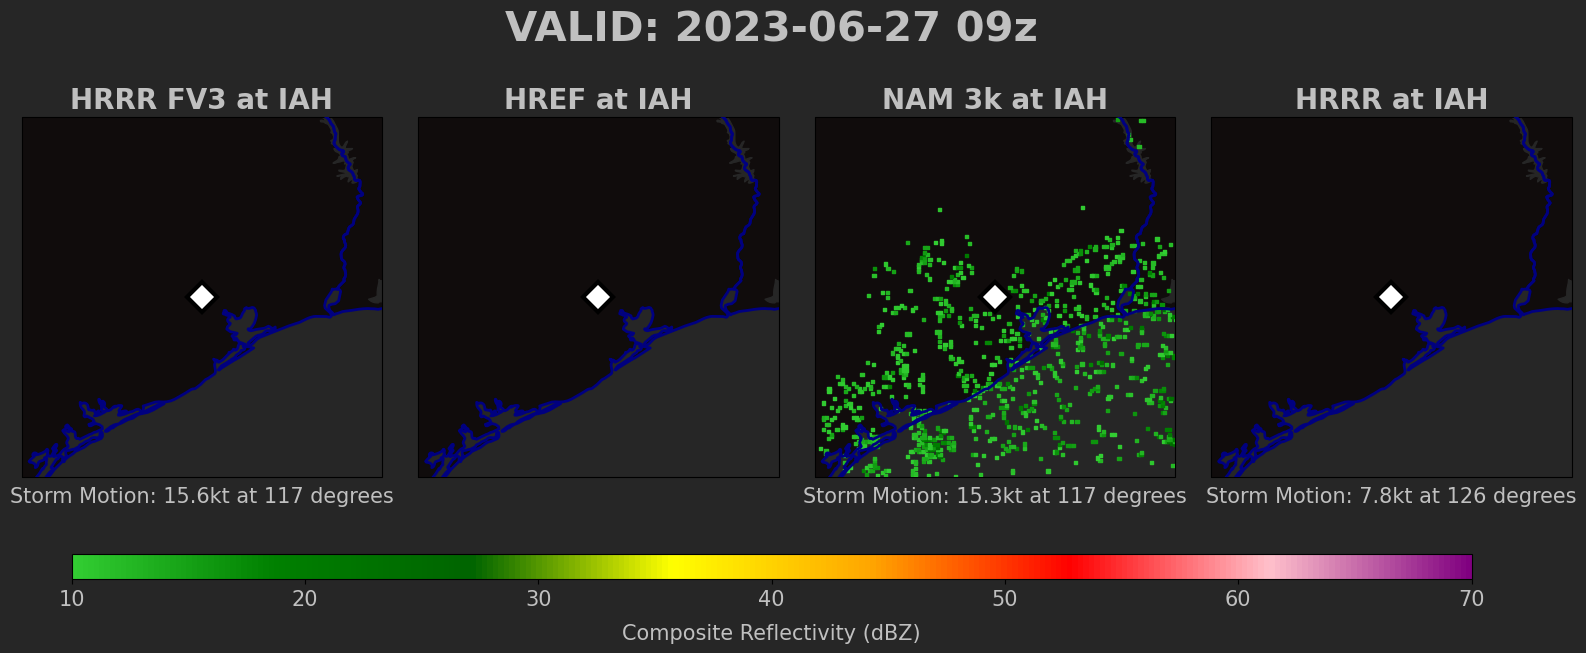 VALID: 2023-06-27 09z
HRRR FV3 at IAH
HREF at IAH
NAM 3k at IAH
HRRR at IAH
Storm Motion: 15.6kt at 117 degrees
Storm Motion: 15.3kt at 117 degrees
Storm Motion: 7.8kt at 126 degrees
10 20 30 40 50 60 70
Composite Reflectivity (dBZ)